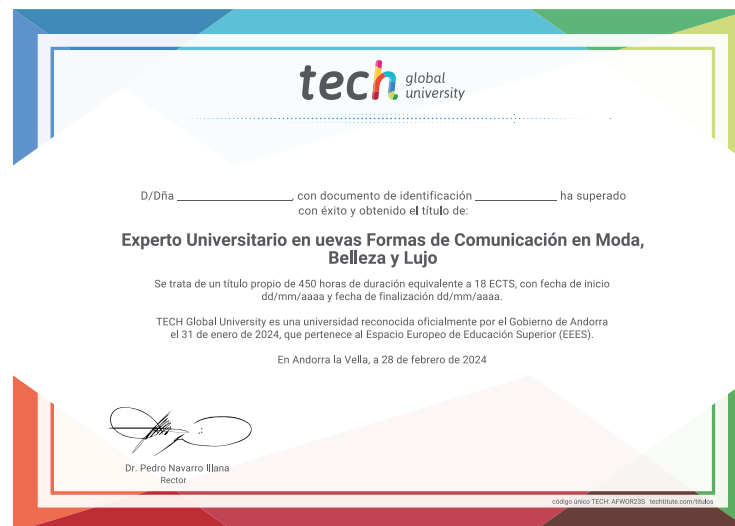 tech global university
D/Dña ______________, con documento de identificación ______________ ha superado
con éxito y obtenido el título de:
Experto Universitario en uevas Formas de Comunicación en Moda,
Belleza y Lujo
Se trata de un título propio de 450 horas de duración equivalente a 18 ECTS, con fecha de inicio
dd/mm/aaaa y fecha de finalización dd/mm/aaaa.
TECH Global University es una universidad reconocida oficialmente por el Gobierno de Andorra
el 31 de enero de 2024, que pertenece al Espacio Europeo de Educación Superior (EEES).
En Andorra la Vella, a 28 de febrero de 2024
Dr. Pedro Navarro Illana
Rector
código único TECH: AFWOR23S techtitute.com/titulos